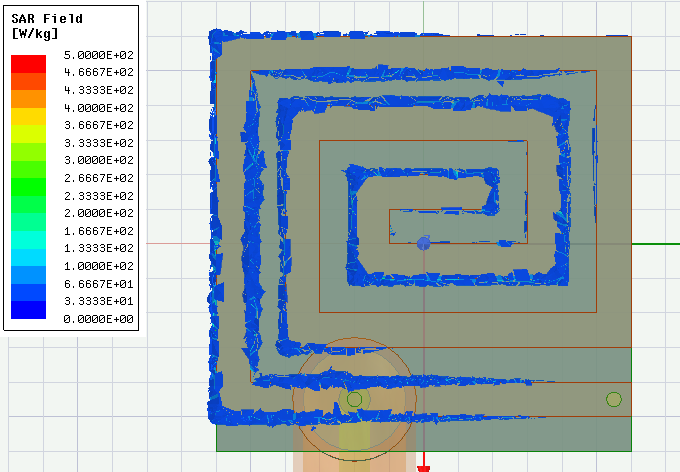 SAR Field
[W/kg]
5.0000E+02
4.6667E+02
4.3333E+02
4.0000E+02
3.6667E+02
3.3333E+02
3.0000E+02
2.6667E+02
2.3333E+02
2.0000E+02
1.6667E+02
1.3333E+02
1.0000E+02
6.6667E+01
3.3333E+01
0.0000E+00